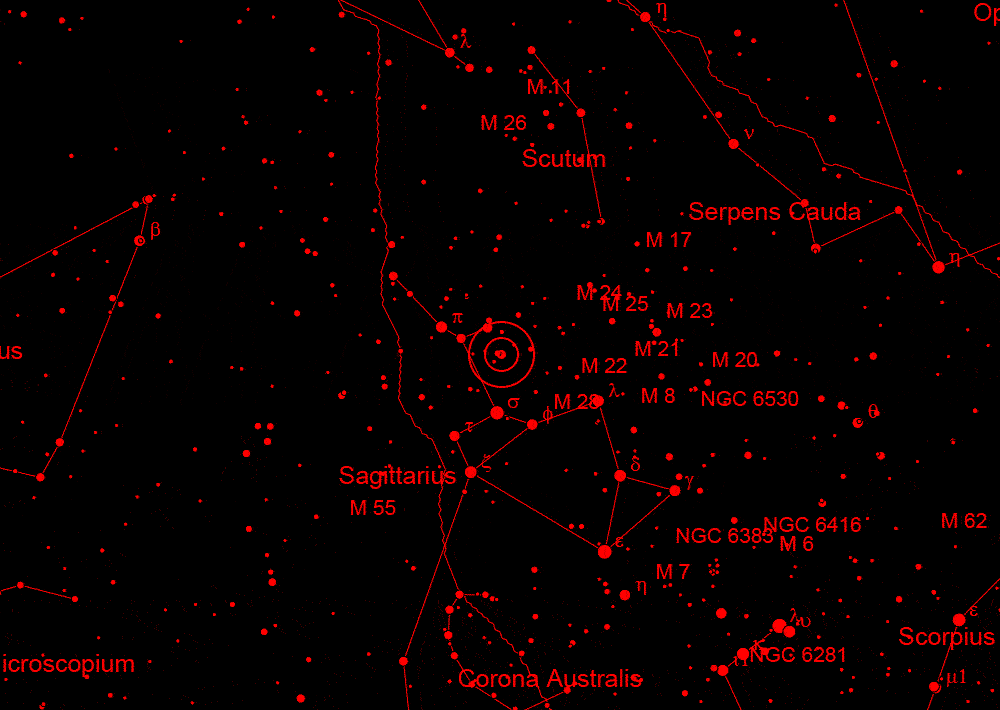 η
Op
λ
M 11
M 26
ν
Scutum
Serpens Cauda
β
M 17
η
M 24
M 25
M 23
π
us
M 21
M 20
M 22
λ
M 8
NGC 6530
σ
M 28
φ
θ
τ
ζ
δ
Sagittarius
γ
M 55
M 62
NGC 6416
NGC 6383
ε
M 6
M 7
η
ε
λ
υ
Scorpius
κ
ι1
NGC 6281
icroscopium
Corona Australis
μ1